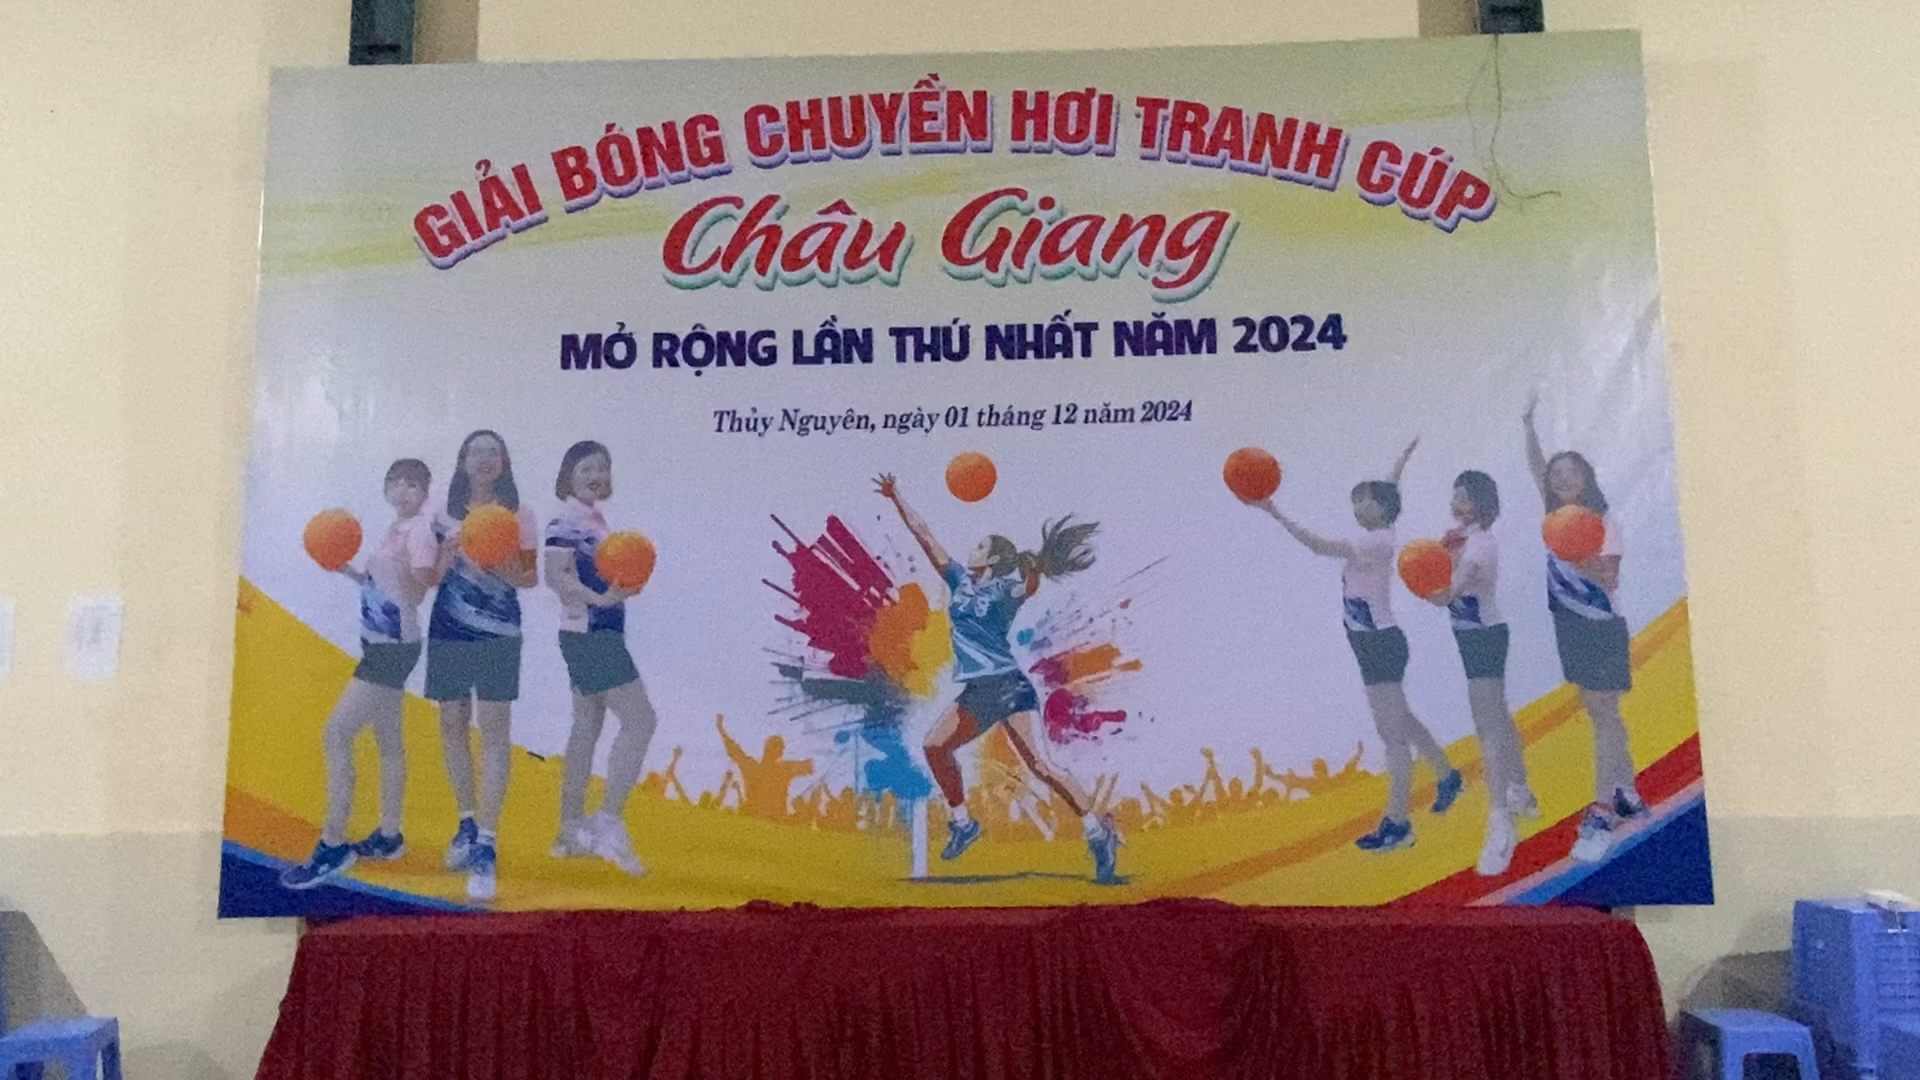 GIẢI BÓNG CHUYỀN HƠI TRANH CÚP
Châu Giang
MỞ RỘNG LẦN THỨ NHẤT NĂM 2024
Thủy Nguyên, ngày 01 tháng 12 năm 2024